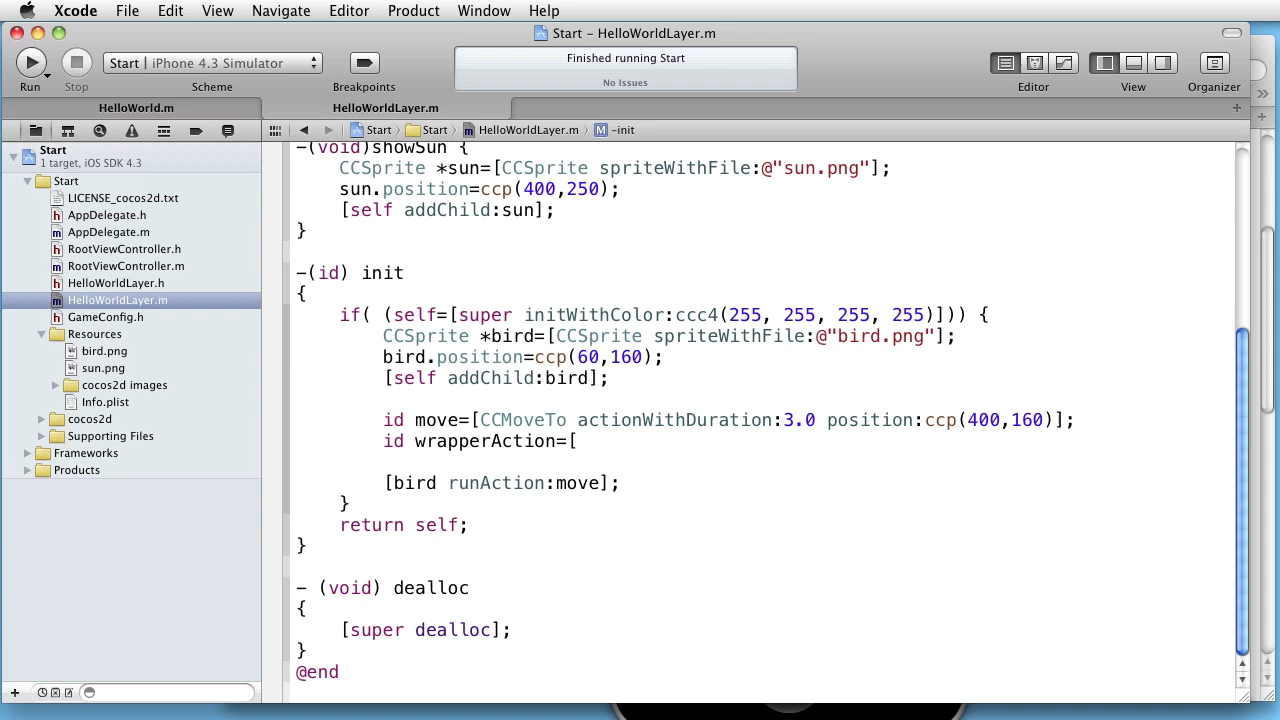 Xcode File Edit View Navigate Editor Product Window Help
Start – HelloWorldLayer.m
Start | iPhone 4.3 Simulator
Finished running Start
No Issues
Run Stop Scheme Breakpoints Editor View Organizer
HelloWorld.m HelloWorldLayer.m
Start Start HelloWorldLayer.m M -init
Start
1 target, iOS SDK 4.3
Start
LICENSE_cocos2d.txt
h AppDelegate.h
m AppDelegate.m
h RootViewController.h
m RootViewController.m
h HelloWorldLayer.h
m HelloWorldLayer.m
h GameConfig.h
Resources
bird.png
sun.png
cocos2d images
Info.plist
cocos2d
Supporting Files
Frameworks
Products
-(void)showSun {
CCSprite *sun=[CCSprite spriteWithFile:@"sun.png"];
sun.position=ccp(400,250);
[self addChild:sun];
}
-(id) init
{
if( (self=[super initWithColor:ccc4(255, 255, 255, 255)])) {
CCSprite *bird=[CCSprite spriteWithFile:@"bird.png"];
bird.position=ccp(60,160);
[self addChild:bird];
id move=[CCMoveTo actionWithDuration:3.0 position:ccp(400,160)];
id wrapperAction=[
[bird runAction:move];
}
return self;
}
- (void) dealloc
{
[super dealloc];
}
@end